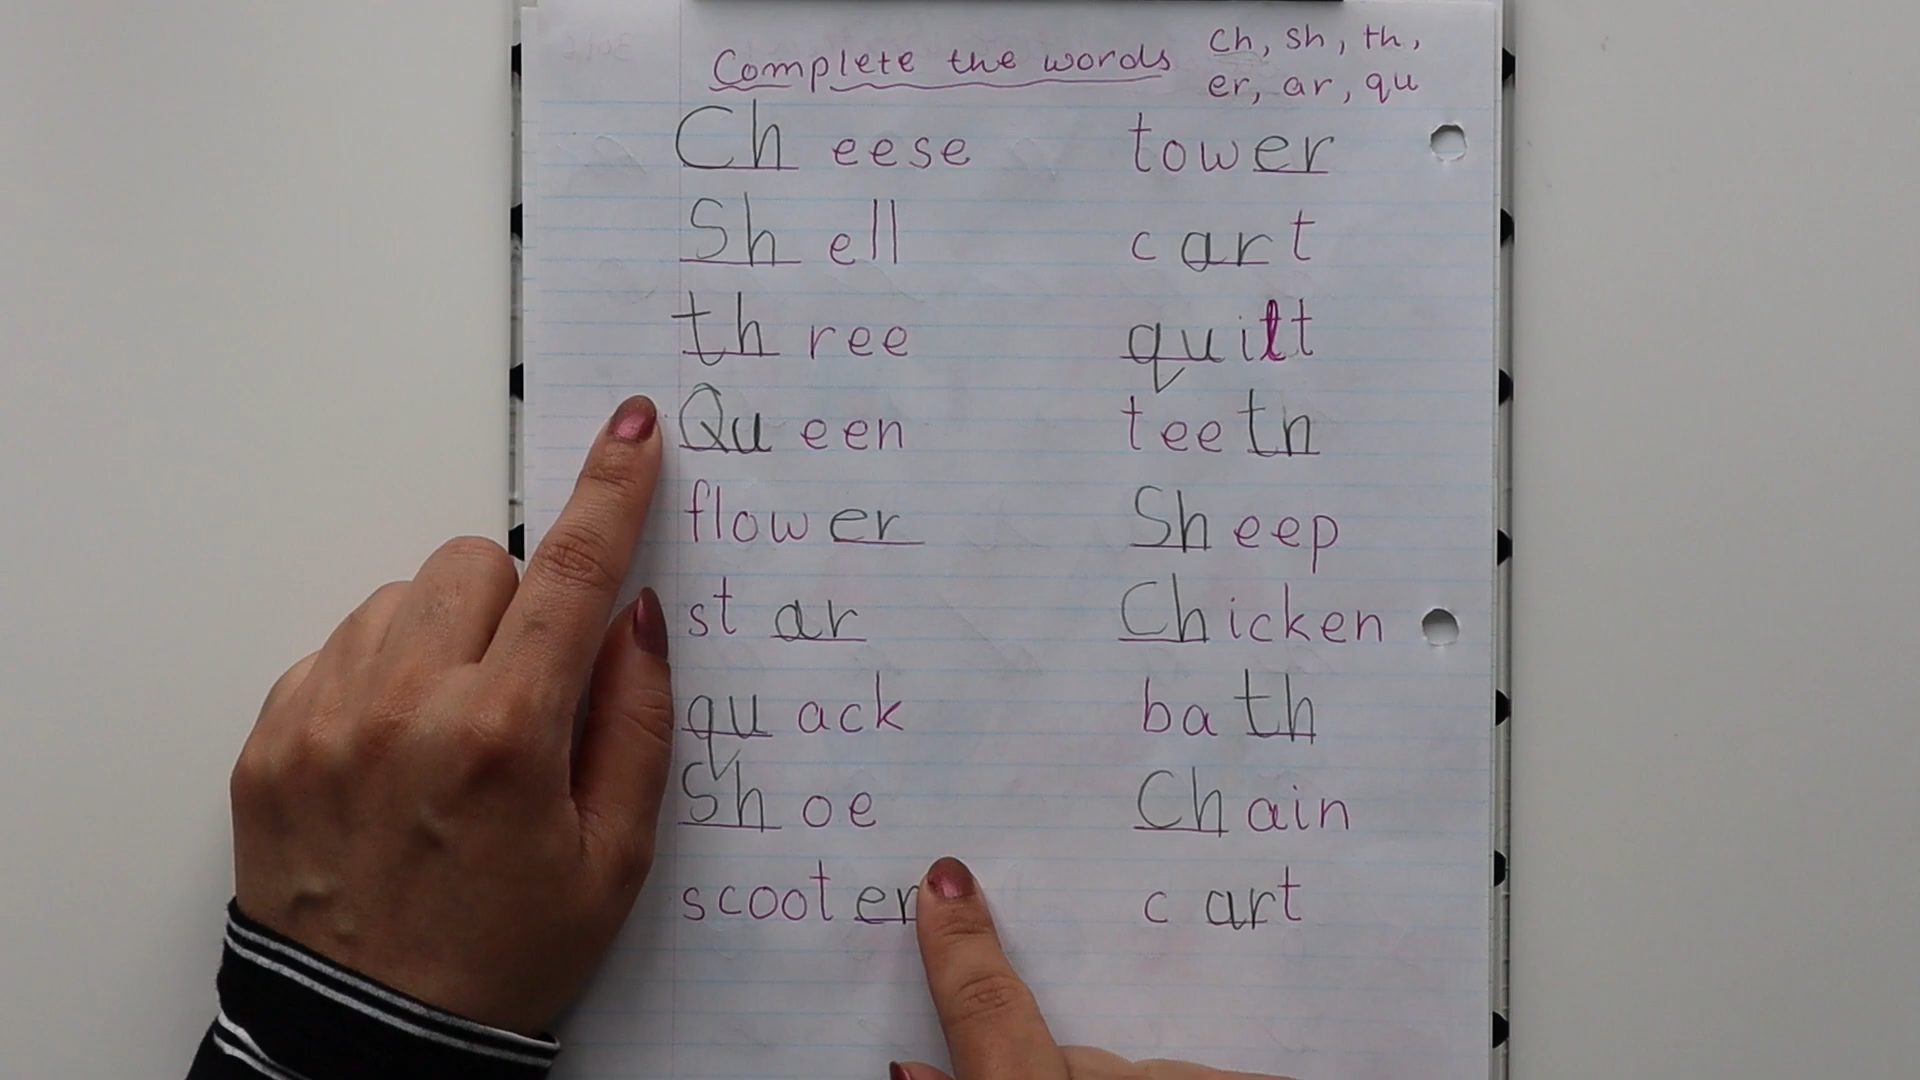 Complete the words ch, sh, th,
er, ar, qu
Cheese tower
Shell cart
three quilt
Queen teeth
flower Sheep
star Chicken
quack bath
Shoe Chain
scooter cart